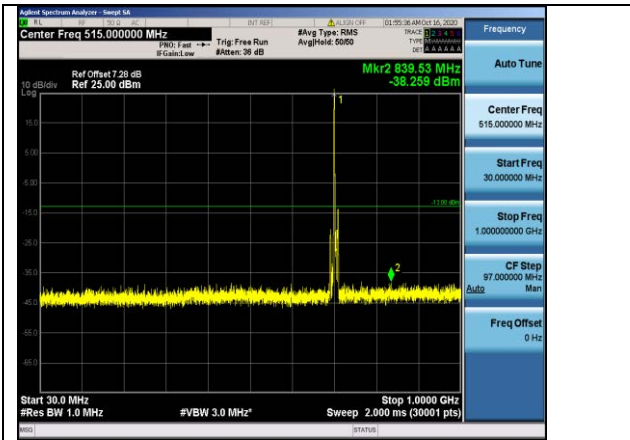 Agilent Spectrum Analyzer - Swept SA
RL RF 50 Ω AC INT REF ALIGN OFF 01:55:36 AM Oct 16, 2020
Center Freq 515.000000 MHz
#Avg Type: RMS
TRACE 1 2 3 4 5 6
PNO: Fast Trig: Free Run
Avg|Hold: 50/50
TYPE
IFGain:Low #Atten: 36 dB
DET A A A A A A
Frequency
Auto Tune
Ref Offset 7.28 dB
Mkr2 839.53 MHz
10 dB/div Ref 25.00 dBm
-38.259 dBm
Log
1
15.0
5.00
-5.00
-13.00 dBm
-15.0
-25.0
2
-35.0
-45.0
-55.0
-65.0
Center Freq
515.000000 MHz
Start Freq
30.000000 MHz
Stop Freq
1.000000000 GHz
CF Step
97.000000 MHz
Auto Man
Freq Offset
0 Hz
Start 30.0 MHz
Stop 1.0000 GHz
#Res BW 1.0 MHz
#VBW 3.0 MHz*
Sweep 2.000 ms (30001 pts)
MSG
STATUS